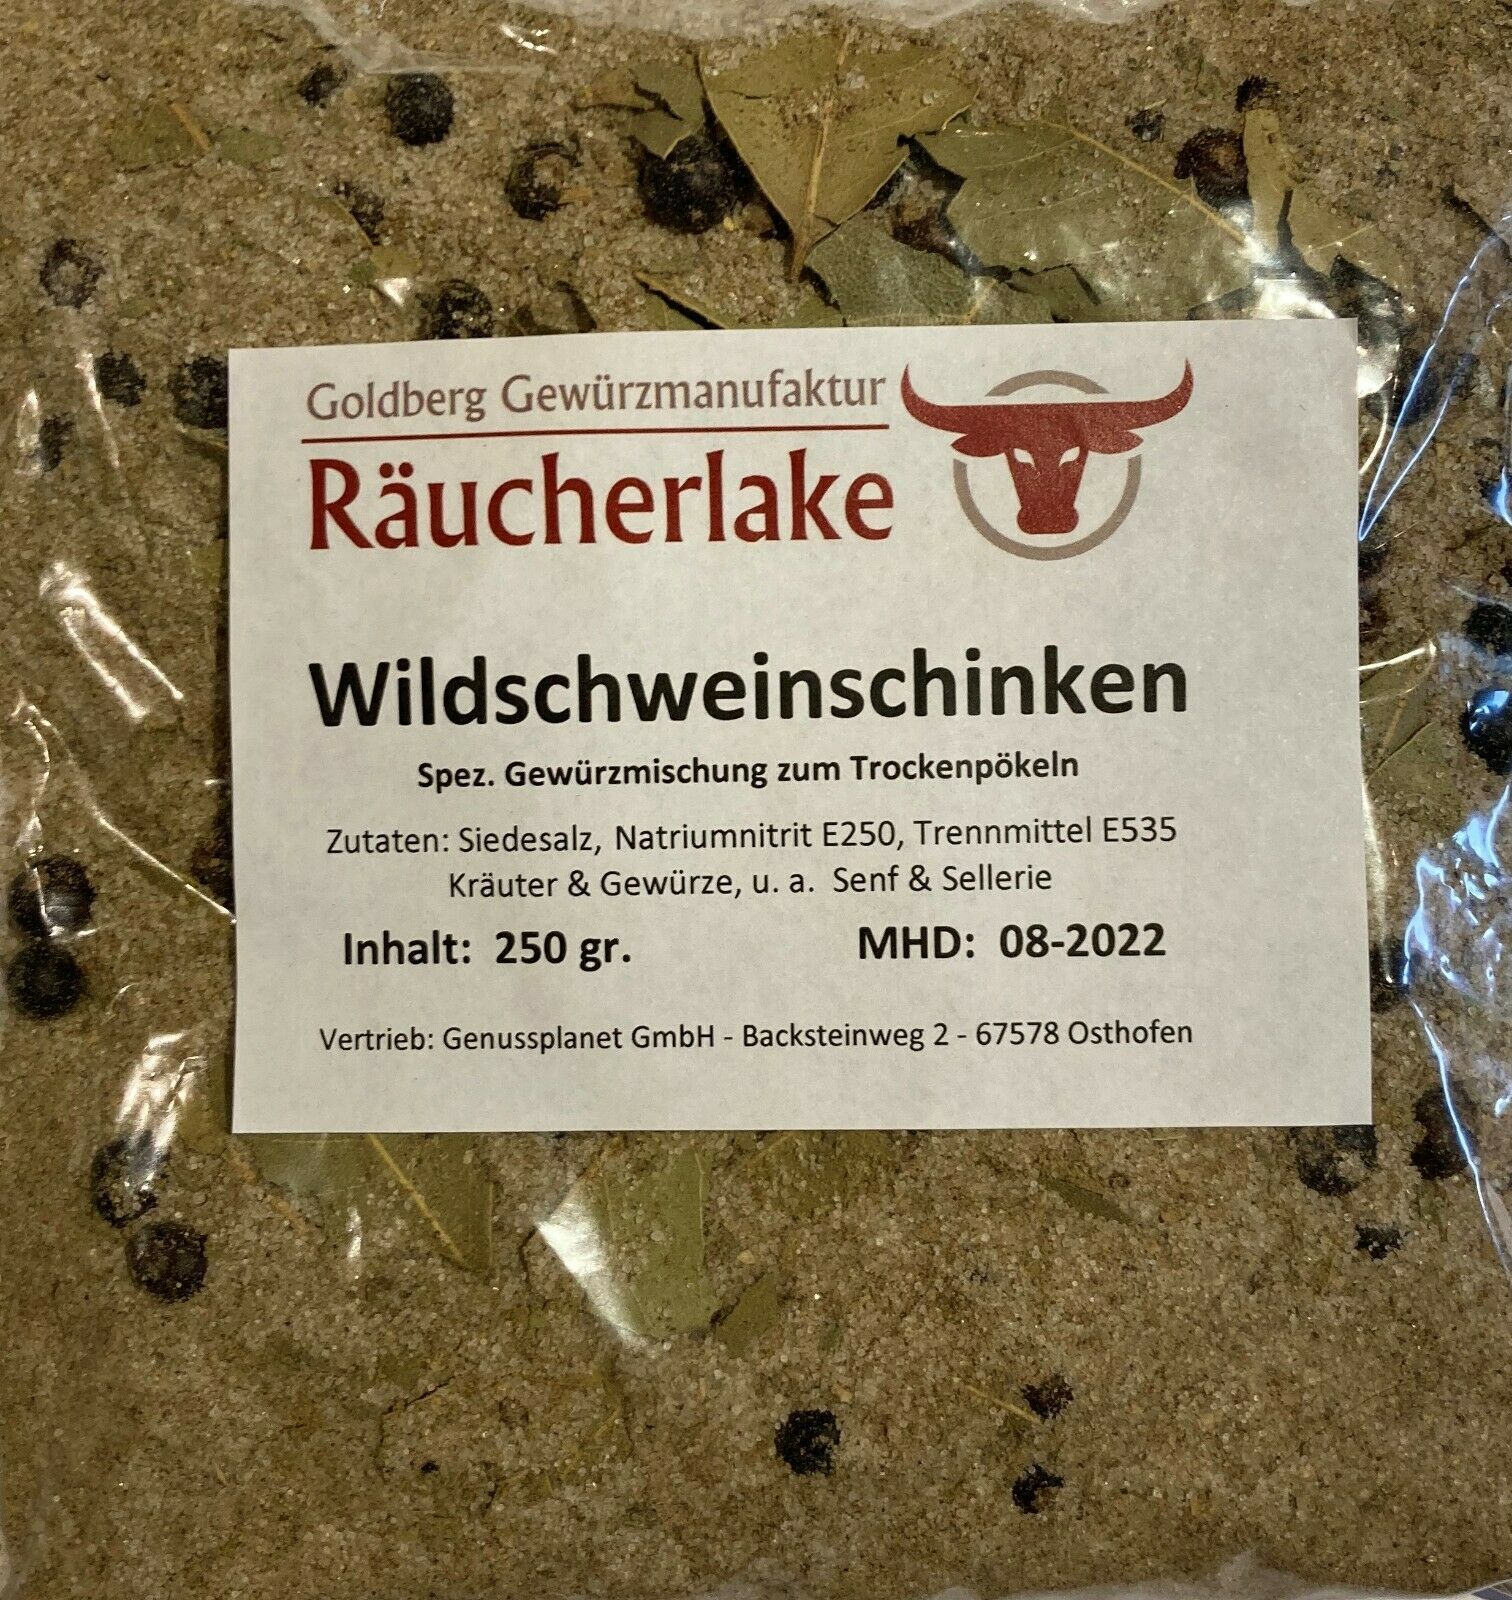 Goldberg Gewürzmanufaktur
Räucherlake
Wildschweinschinken
Spez. Gewürzmischung zum Trockenpökeln
Zutaten: Siedesalz, Natriumnitrit E250, Trennmittel E535
Kräuter & Gewürze, u. a. Senf & Sellerie
Inhalt: 250 gr. MHD: 08-2022
Vertrieb: Genussplanet GmbH - Backsteinweg 2 - 67578 Osthofen